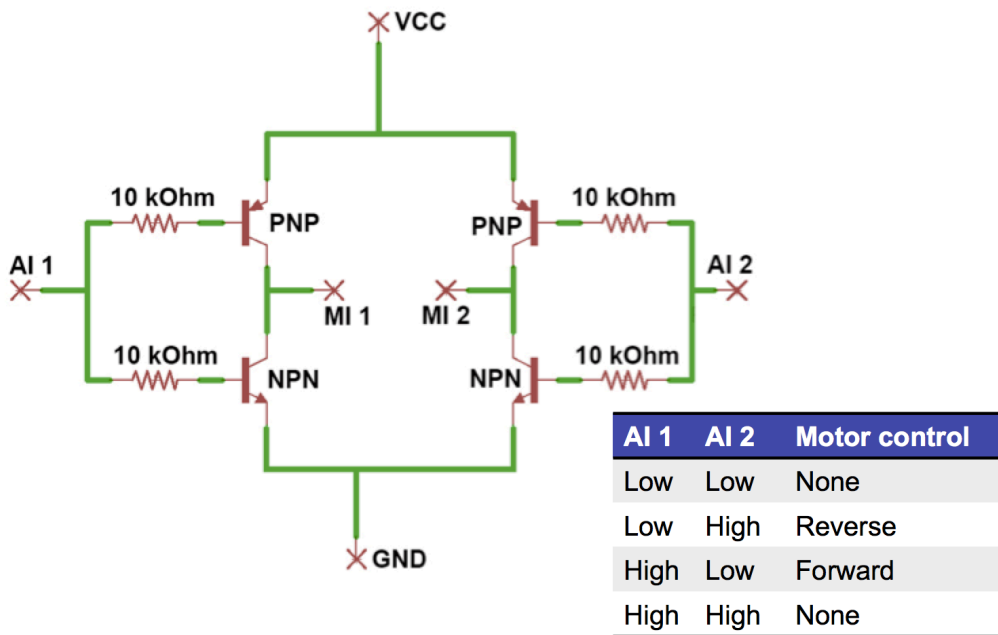 VCC
10 kOhm
10 kOhm
PNP
PNP
AI 1
AI 2
MI 1
MI 2
10 kOhm
10 kOhm
NPN
NPN
AI 1 AI 2 Motor control
Low Low None
Low High Reverse
High Low Forward
High High None
GND